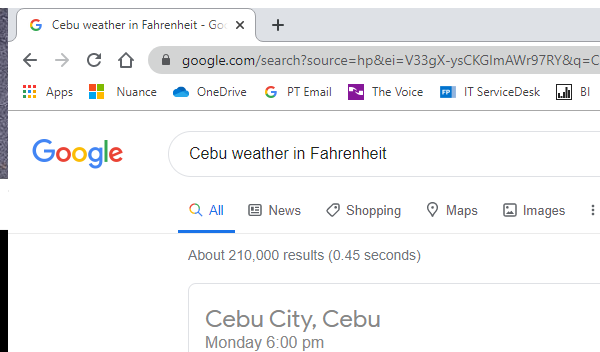 Cebu weather in Fahrenheit - Goo
google.com/search?source=hp&ei=V33gX-ysCKGImAWr97RY&q=C
Apps Nuance OneDrive PT Email The Voice FP IT ServiceDesk BI
Google Cebu weather in Fahrenheit
All News Shopping Maps Images
About 210,000 results (0.45 seconds)
Cebu City, Cebu
Monday 6:00 pm